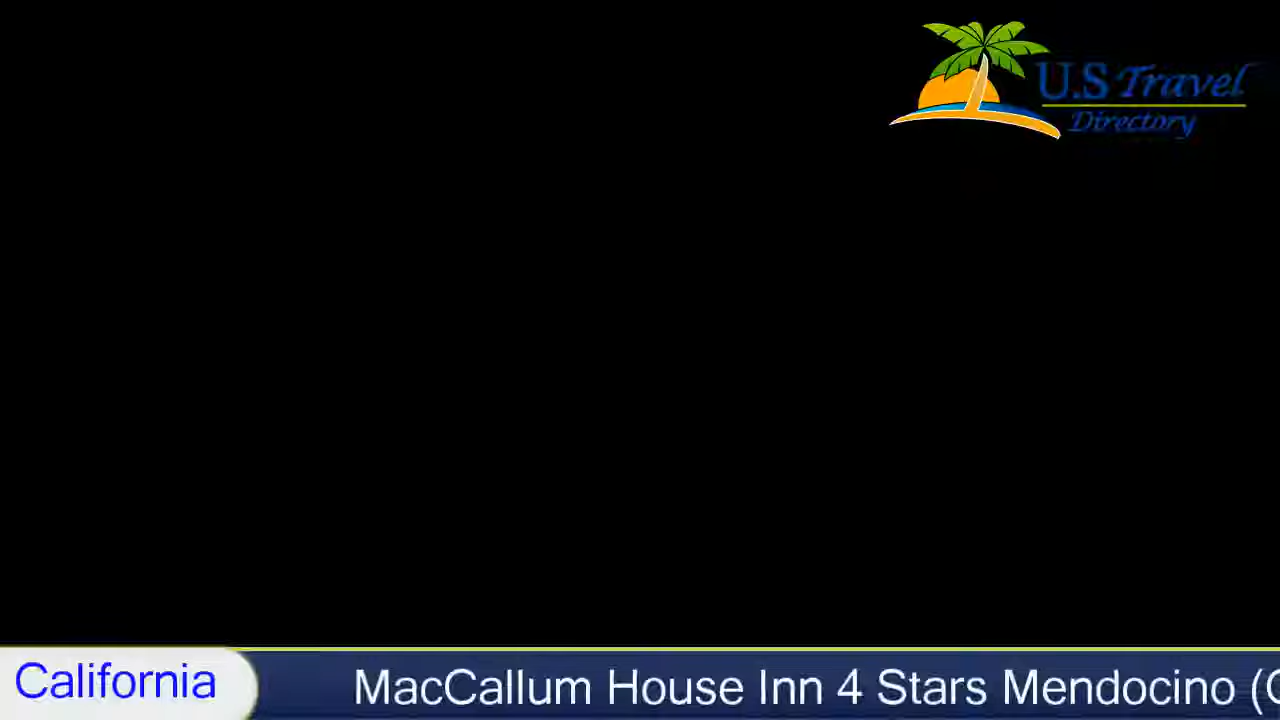 U.S Travel
Directory
California
MacCallum House Inn 4 Stars Mendocino (